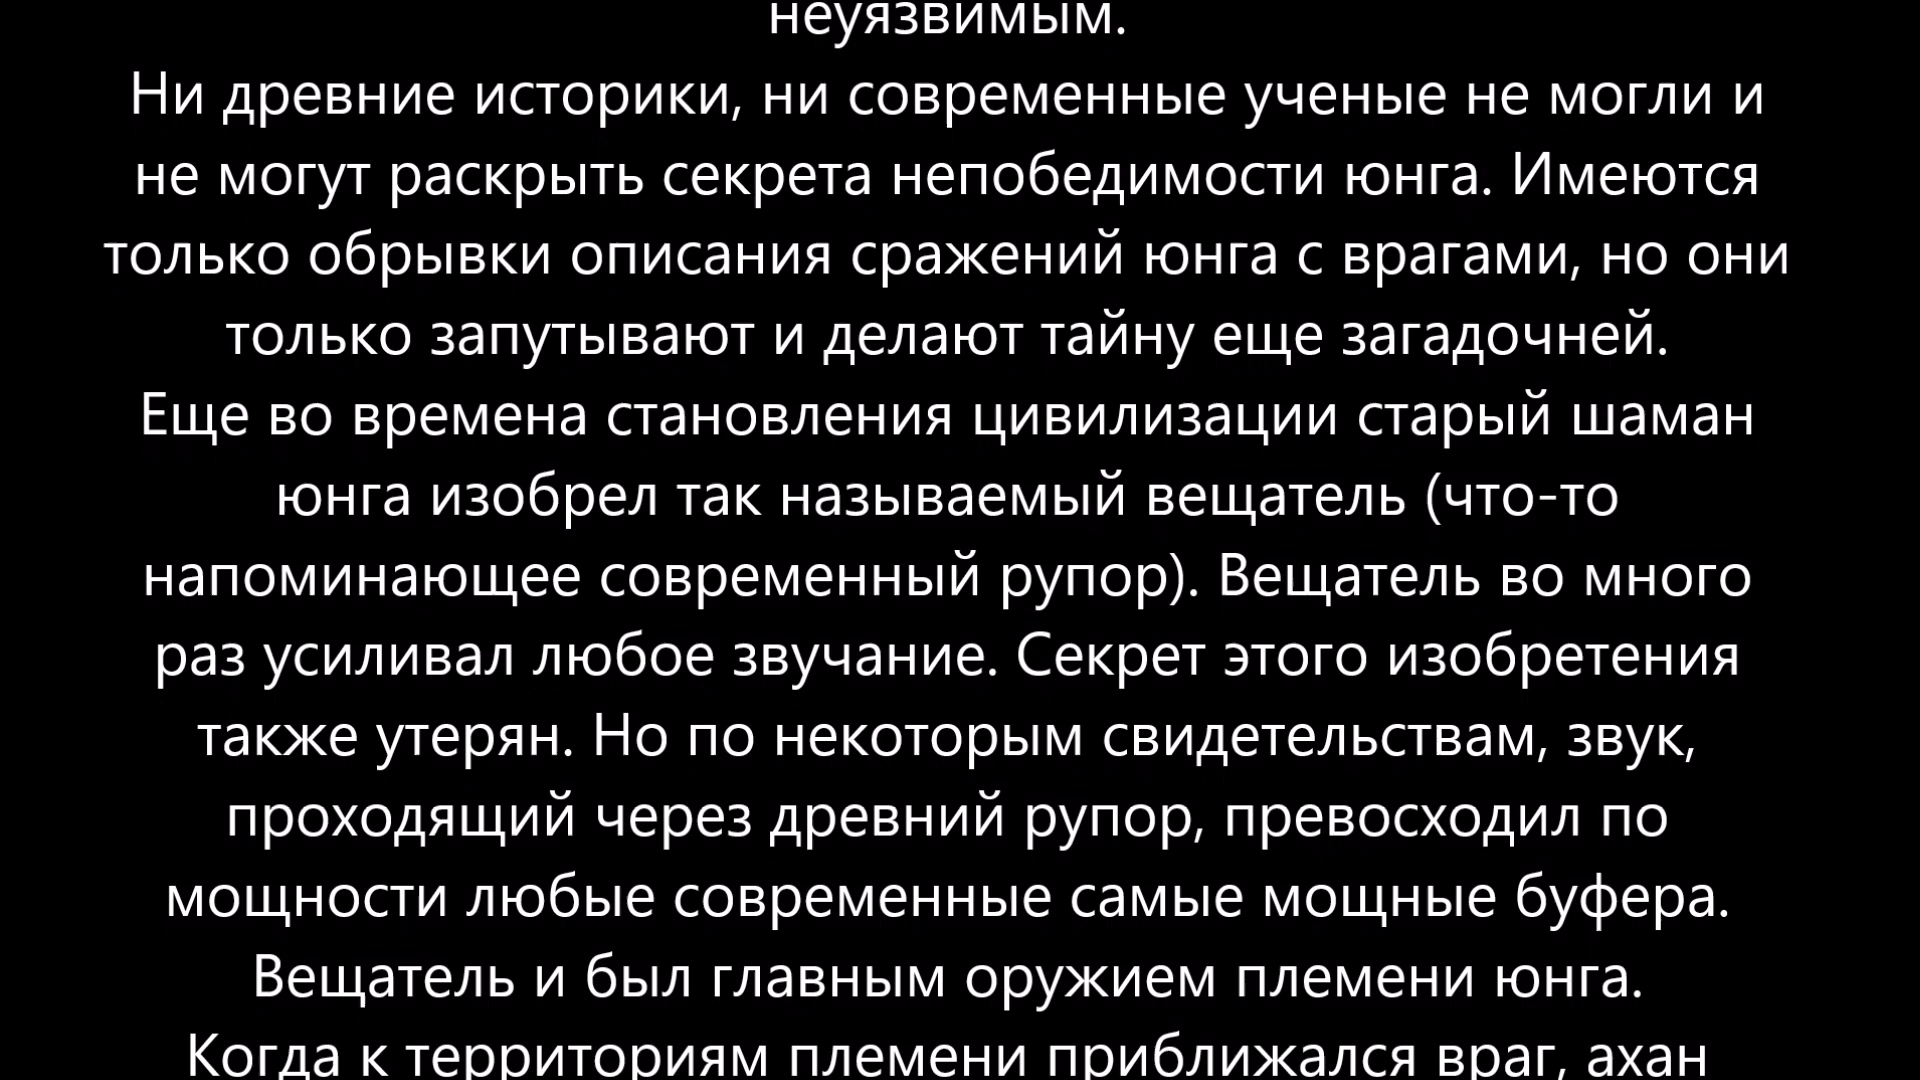 неуязвимым.
Ни древние историки, ни современные ученые не могли и
не могут раскрыть секрета непобедимости юнга. Имеются
только обрывки описания сражений юнга с врагами, но они
только запутывают и делают тайну еще загадочней.
Еще во времена становления цивилизации старый шаман
юнга изобрел так называемый вещатель (что-то
напоминающее современный рупор). Вещатель во много
раз усиливал любое звучание. Секрет этого изобретения
также утерян. Но по некоторым свидетельствам, звук,
проходящий через древний рупор, превосходил по
мощности любые современные самые мощные буфера.
Вещатель и был главным оружием племени юнга.
Когда к территориям племени приближался враг, ахан